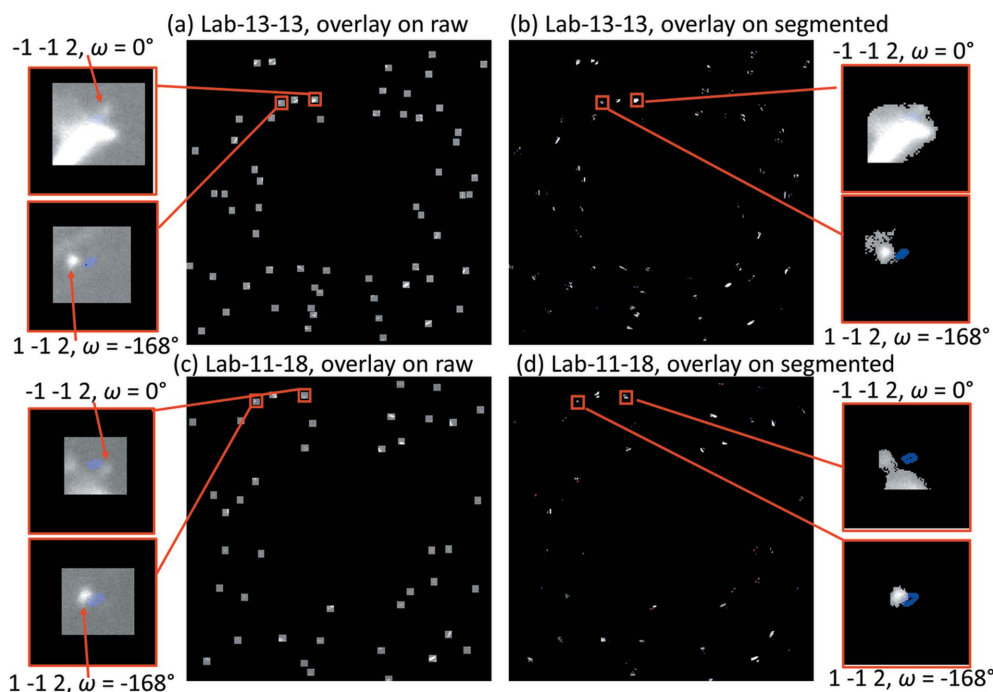 (a) Lab-13-13, overlay on raw
(b) Lab-13-13, overlay on segmented
-1 -1 2, ω = 0°
-1 -1 2, ω = 0°
1 -1 2, ω = -168°
1 -1 2, ω = -168°
(c) Lab-11-18, overlay on raw
(d) Lab-11-18, overlay on segmented
-1 -1 2, ω = 0°
-1 -1 2, ω = 0°
1 -1 2, ω = -168°
1 -1 2, ω = -168°